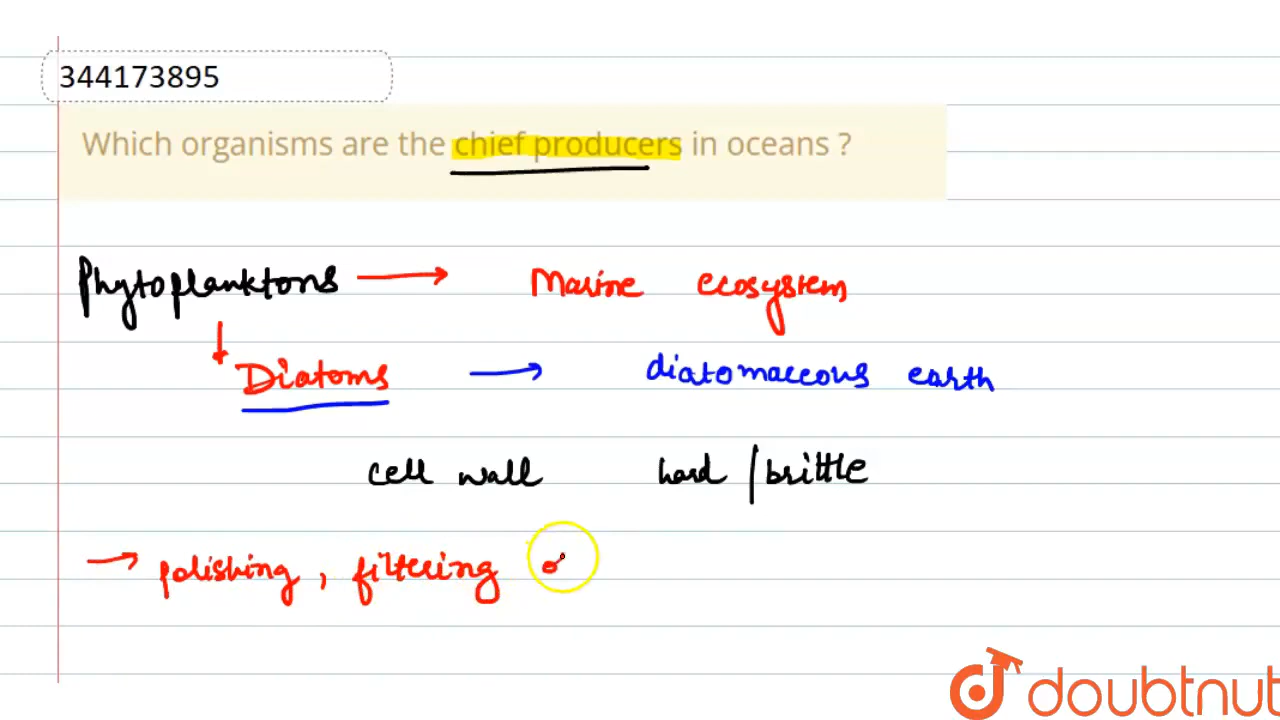 344173895
Which organisms are the chief producers in oceans ?
Phytoplanktons → Marine ecosystem
↓
Diatoms → diatomaceous earth
cell wall hard / brittle
→ polishing, filtering o
doubtnut